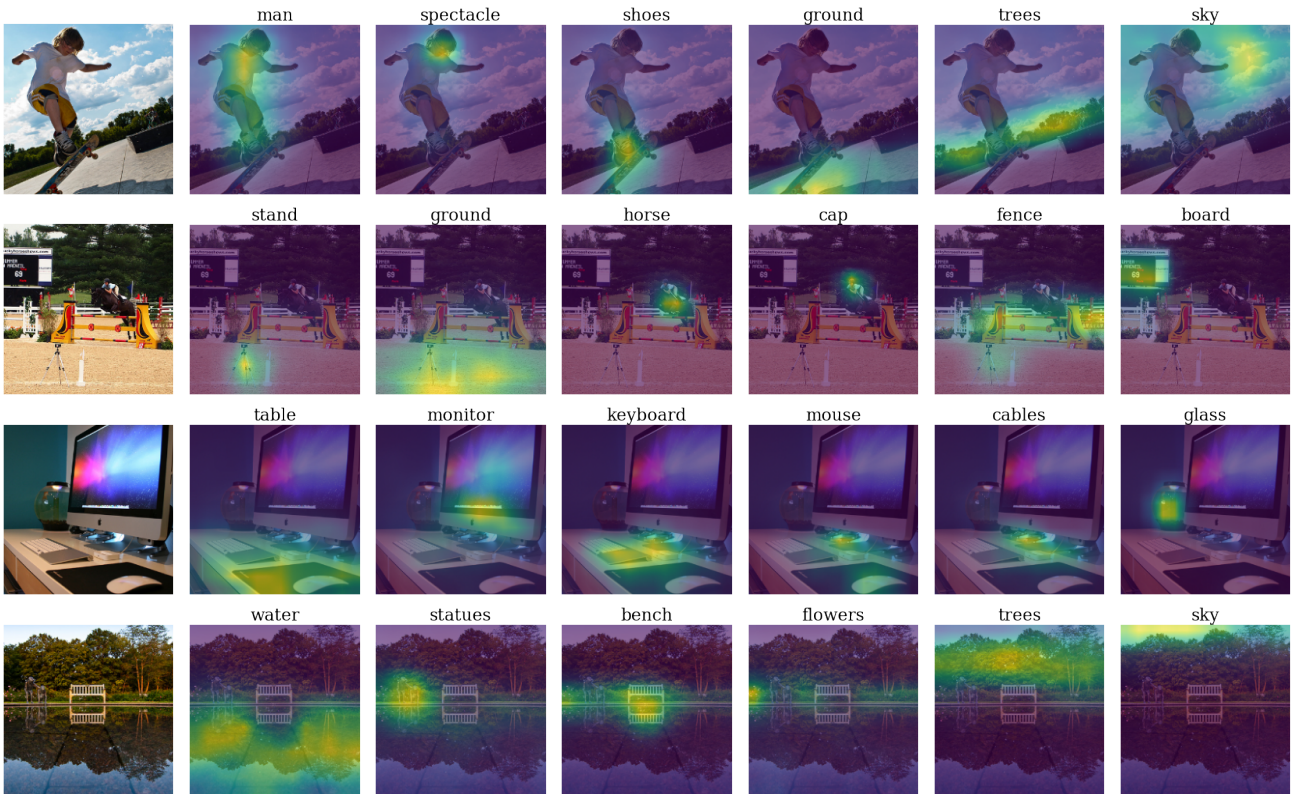 man spectacle shoes ground trees sky
stand ground horse cap fence board
69
table monitor keyboard mouse cables glass
water statues bench flowers trees sky